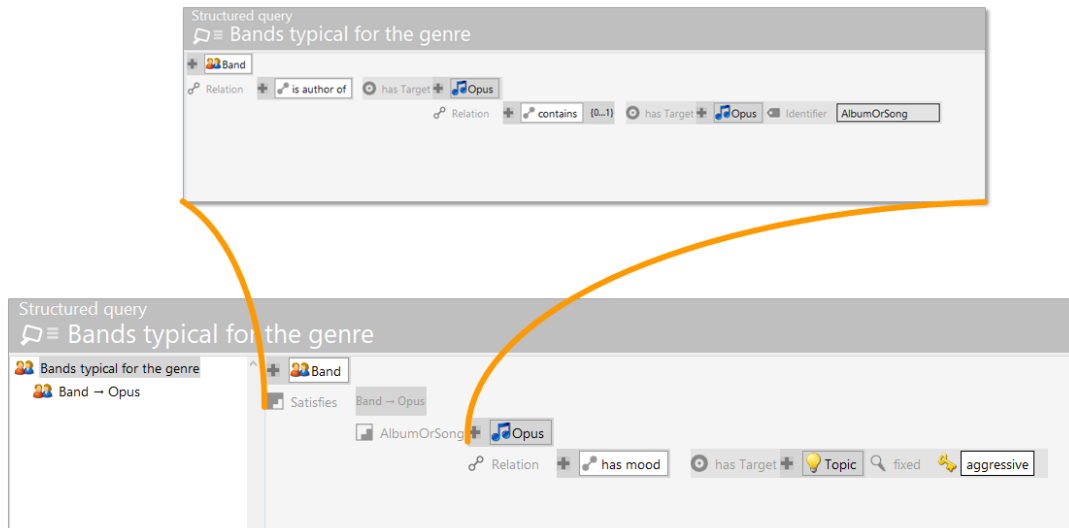 Structured query
Bands typical for the genre
Band
Relation is author of has Target Opus
Relation contains {0...1} has Target Opus Identifier AlbumOrSong
Structured query
Bands typical for the genre
Bands typical for the genre
Band → Opus
Band
Satisfies Band → Opus
AlbumOrSong Opus
Relation has mood has Target Topic fixed aggressive